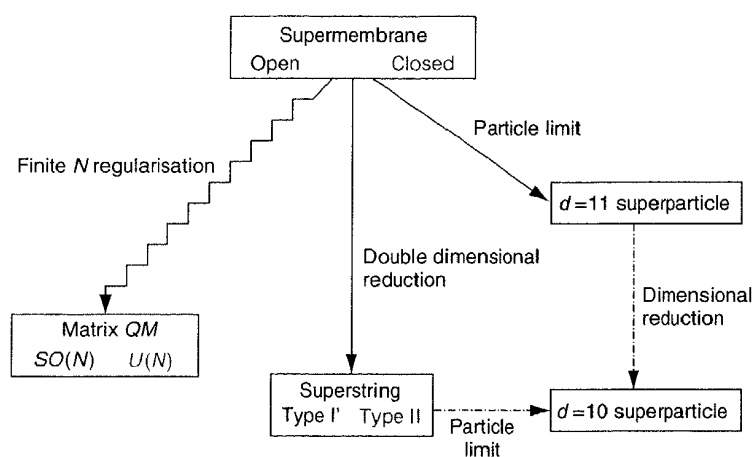 Supermembrane
Open Closed
Particle limit
Finite N regularisation
d=11 superparticle
Double dimensional
reduction
Dimensional
reduction
Matrix QM
SO(N) U(N)
Superstring
Type I' Type II
d=10 superparticle
Particle
limit